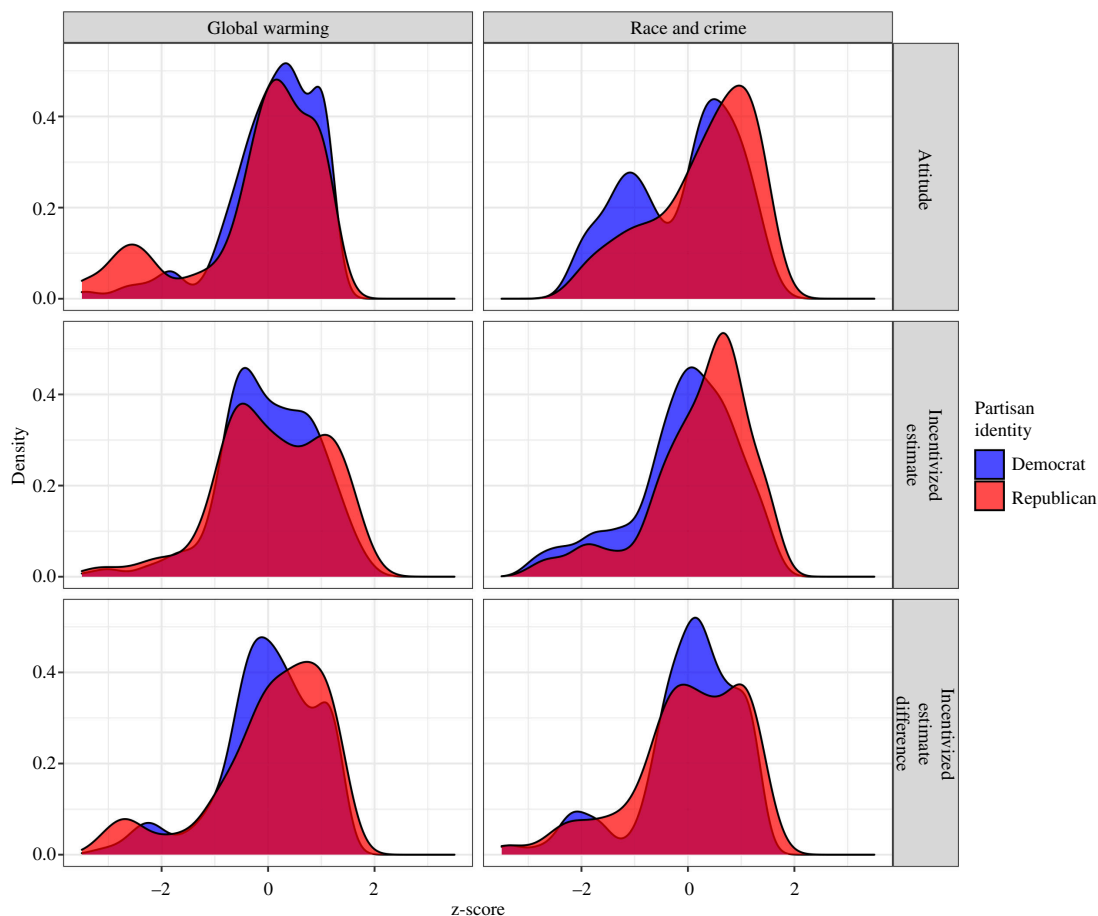 Global warming
Race and crime
0.4
0.2
0.0
Attitude
0.4
0.2
0.0
Incentivized
estimate
0.4
0.2
0.0
Incentivized
estimate
difference
Density
−2
0
2
−2
0
2
z-score
Partisan
identity
Democrat
Republican